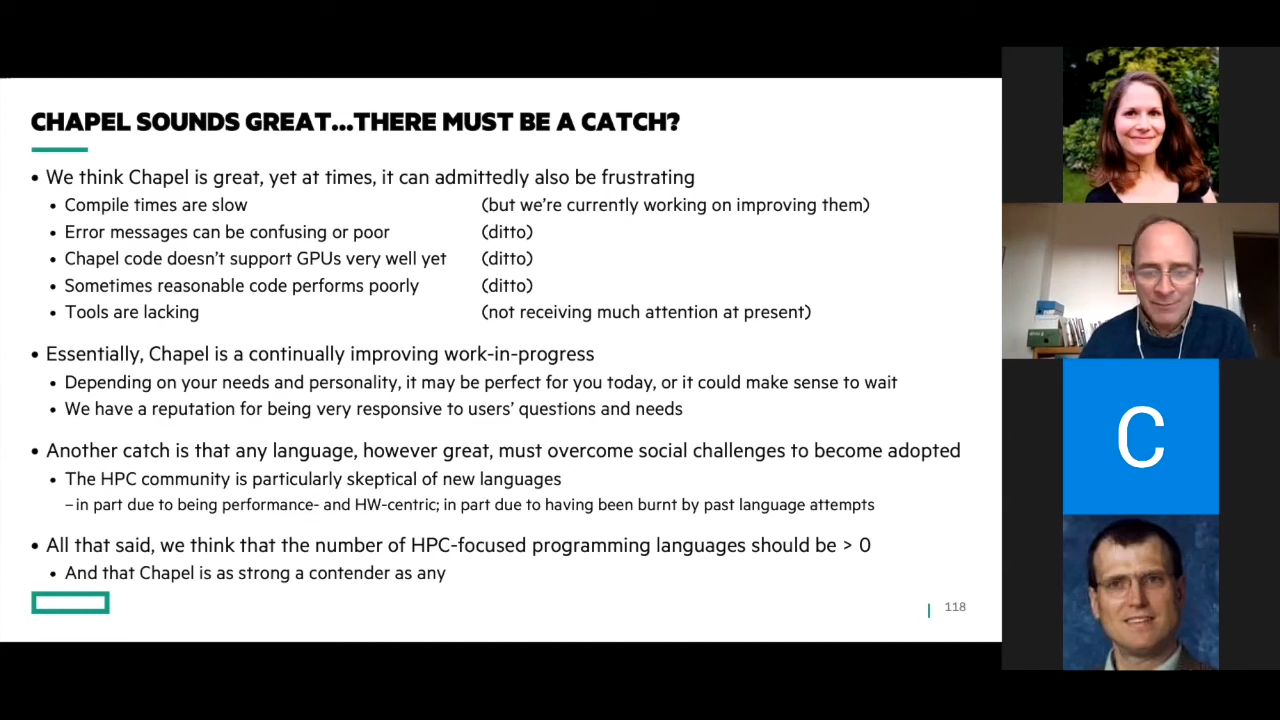 CHAPEL SOUNDS GREAT...THERE MUST BE A CATCH?
• We think Chapel is great, yet at times, it can admittedly also be frustrating
• Compile times are slow (but we're currently working on improving them)
• Error messages can be confusing or poor (ditto)
• Chapel code doesn't support GPUs very well yet (ditto)
• Sometimes reasonable code performs poorly (ditto)
• Tools are lacking (not receiving much attention at present)
• Essentially, Chapel is a continually improving work-in-progress
• Depending on your needs and personality, it may be perfect for you today, or it could make sense to wait
• We have a reputation for being very responsive to users' questions and needs
• Another catch is that any language, however great, must overcome social challenges to become adopted
• The HPC community is particularly skeptical of new languages
– in part due to being performance- and HW-centric; in part due to having been burnt by past language attempts
• All that said, we think that the number of HPC-focused programming languages should be > 0
• And that Chapel is as strong a contender as any
118
C